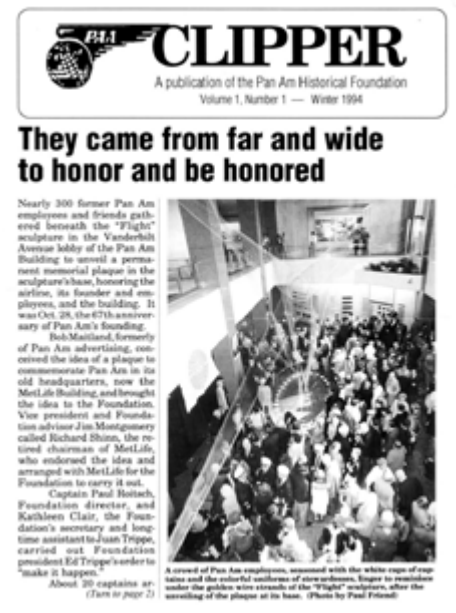 PAA
CLIPPER
A publication of the Pan Am Historical Foundation
Volume 1, Number 1 — Winter 1994
They came from far and wide
to honor and be honored
Nearly 300 former Pan Am
employees and friends gath-
ered beneath the "Flight"
sculpture in the Vanderbilt
Avenue lobby of the Pan Am
Building to unveil a perma-
nent memorial plaque in the
sculpture's base, honoring the
airline, its founder and em-
ployees, and the building. It
was Oct. 28, the 67th anniver-
sary of Pan Am's founding.
Bob Maitland, formerly
of Pan Am advertising, con-
ceived the idea of a plaque to
commemorate Pan Am in its
old headquarters, now the
MetLife Building, and brought
the idea to the Foundation.
Vice president and Founda-
tion advisor Jim Montgomery
called Richard Shinn, the re-
tired chairman of MetLife,
who endorsed the idea and
arranged with MetLife for the
Foundation to carry it out.
Captain Paul Roitsch,
Foundation director, and
Kathleen Clair, the Foun-
dation's secretary and long-
time assistant to Juan Trippe,
carried out Foundation
president Ed Trippe's order to
"make it happen."
About 20 captains ar-
(Turn to page 2)
A crowd of Pan Am employees, seasoned with the white caps of cap-
tains and the colorful uniforms of stewardesses, linger to reminisce
under the golden wire strands of the "Flight" sculpture, after the
unveiling of the plaque at its base. (Photo by Paul Friend)